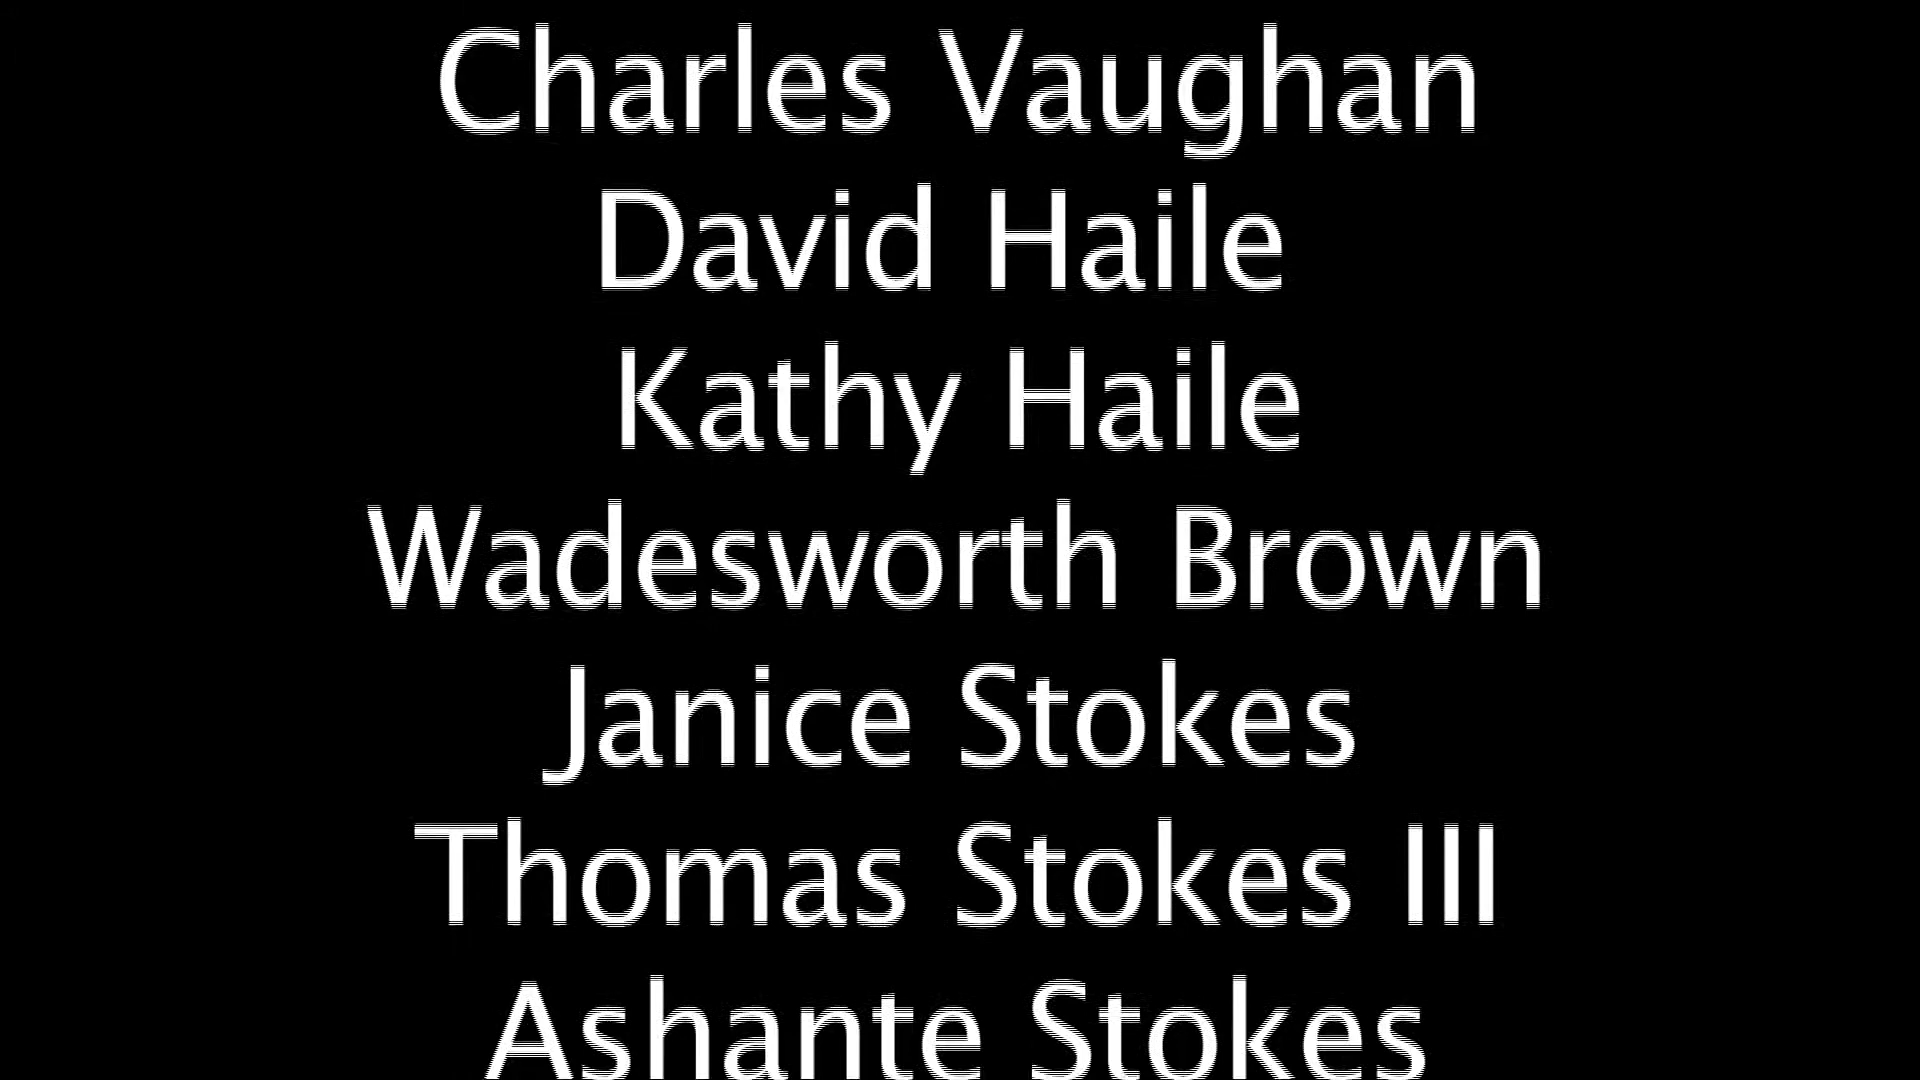 Charles Vaughan
David Haile
Kathy Haile
Wadesworth Brown
Janice Stokes
Thomas Stokes III
Ashante Stokes